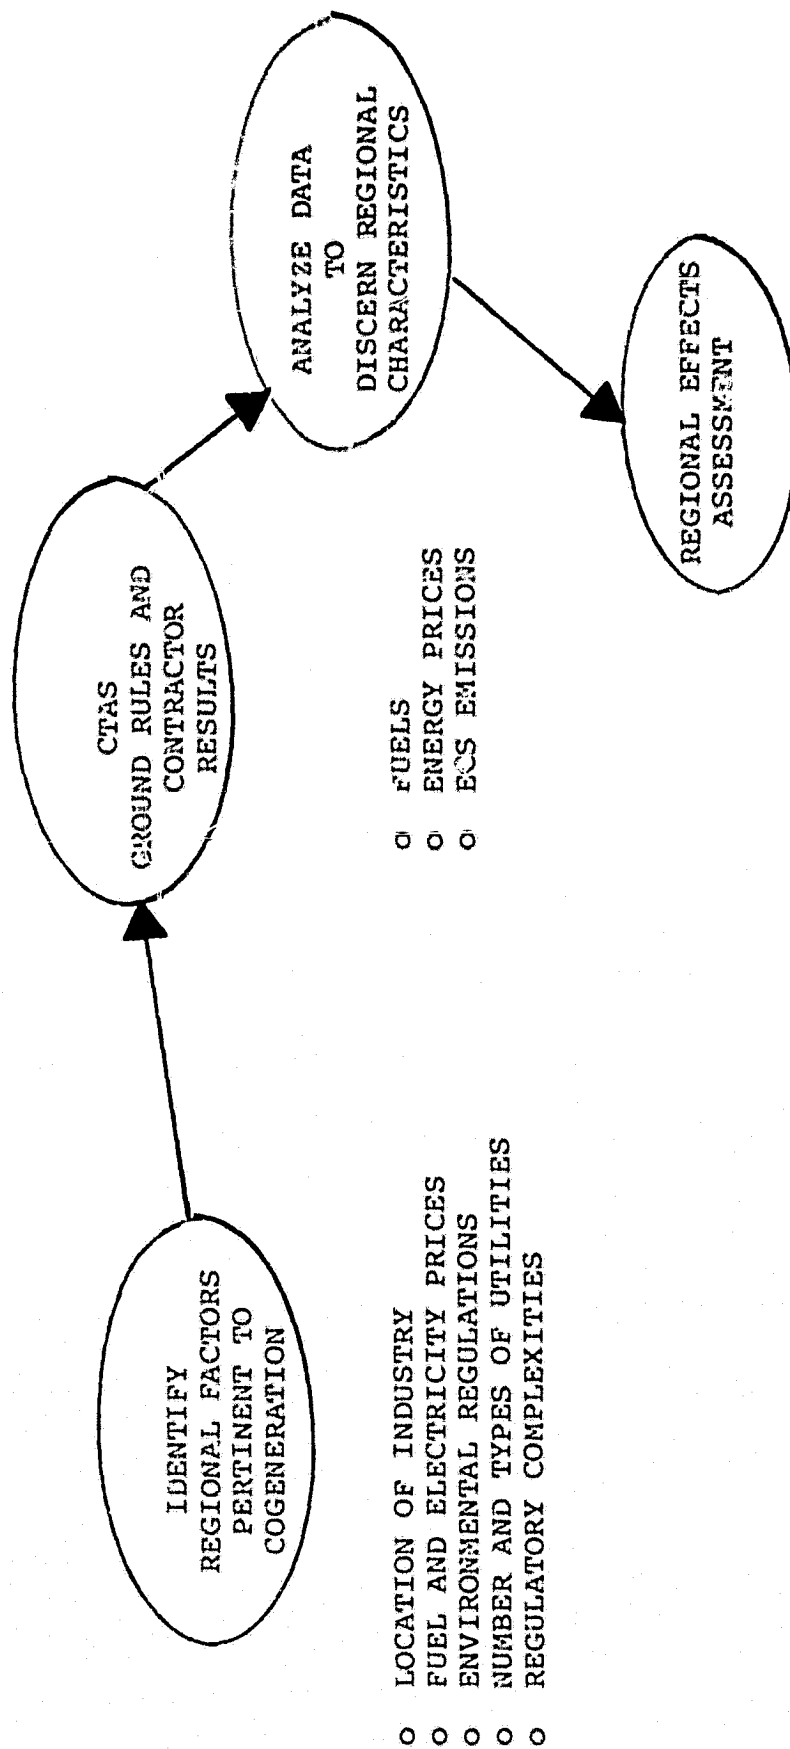 IDENTIFY
REGIONAL FACTORS
PERTINENT TO
COGENERATION
o LOCATION OF INDUSTRY
o FUEL AND ELECTRICITY PRICES
o ENVIRONMENTAL REGULATIONS
o NUMBER AND TYPES OF UTILITIES
o REGULATORY COMPLEXITIES
CTAS
GROUND RULES AND
CONTRACTOR
RESULTS
o FUELS
o ENERGY PRICES
o ECS EMISSIONS
ANALYZE DATA
TO
DISCERN REGIONAL
CHARACTERISTICS
REGIONAL EFFECTS
ASSESSMENT